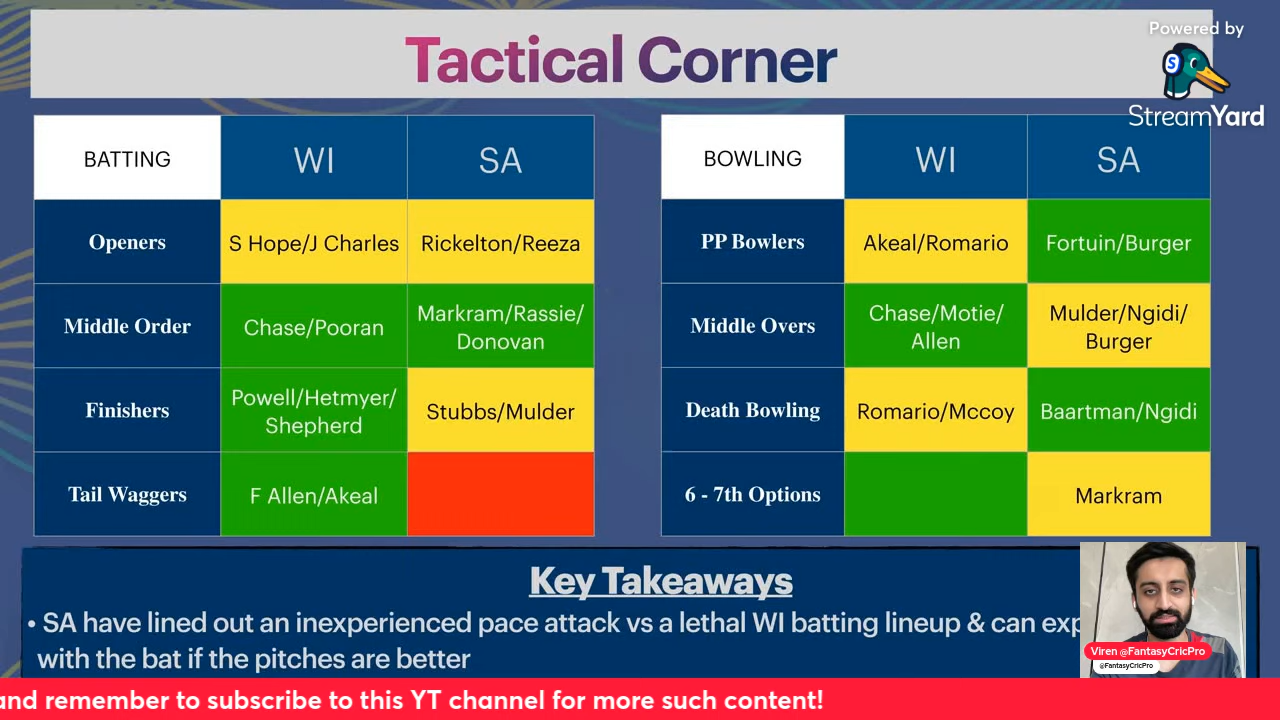 Tactical Corner
Powered by
StreamYard
BATTING WI SA
Openers S Hope/J Charles Rickelton/Reeza
Middle Order Chase/Pooran Markram/Rassie/
Donovan
Finishers Powell/Hetmyer/
Shepherd Stubbs/Mulder
Tail Waggers F Allen/Akeal
BOWLING WI SA
PP Bowlers Akeal/Romario Fortuin/Burger
Middle Overs Chase/Motie/
Allen Mulder/Ngidi/
Burger
Death Bowling Romario/Mccoy Baartman/Ngidi
6 - 7th Options Markram
Key Takeaways
• SA have lined out an inexperienced pace attack vs a lethal WI batting lineup & can exp
with the bat if the pitches are better
Viren @FantasyCricPro
@FantasyCricPro
and remember to subscribe to this YT channel for more such content!